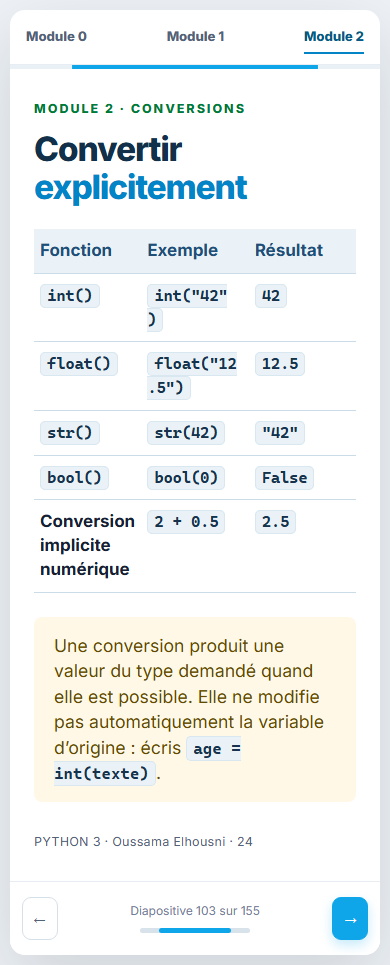 Module 0 Module 1 Module 2
MODULE 2 · CONVERSIONS
Convertir
explicitement
Fonction Exemple Résultat
int() int("42" 42
)
float() float("12 12.5
.5")
str() str(42) "42"
bool() bool(0) False
Conversion 2 + 0.5 2.5
implicite
numérique
Une conversion produit une
valeur du type demandé quand
elle est possible. Elle ne modifie
pas automatiquement la variable
d’origine : écris age =
int(texte).
PYTHON 3 · Oussama Elhousni · 24
Diapositive 103 sur 155
← →